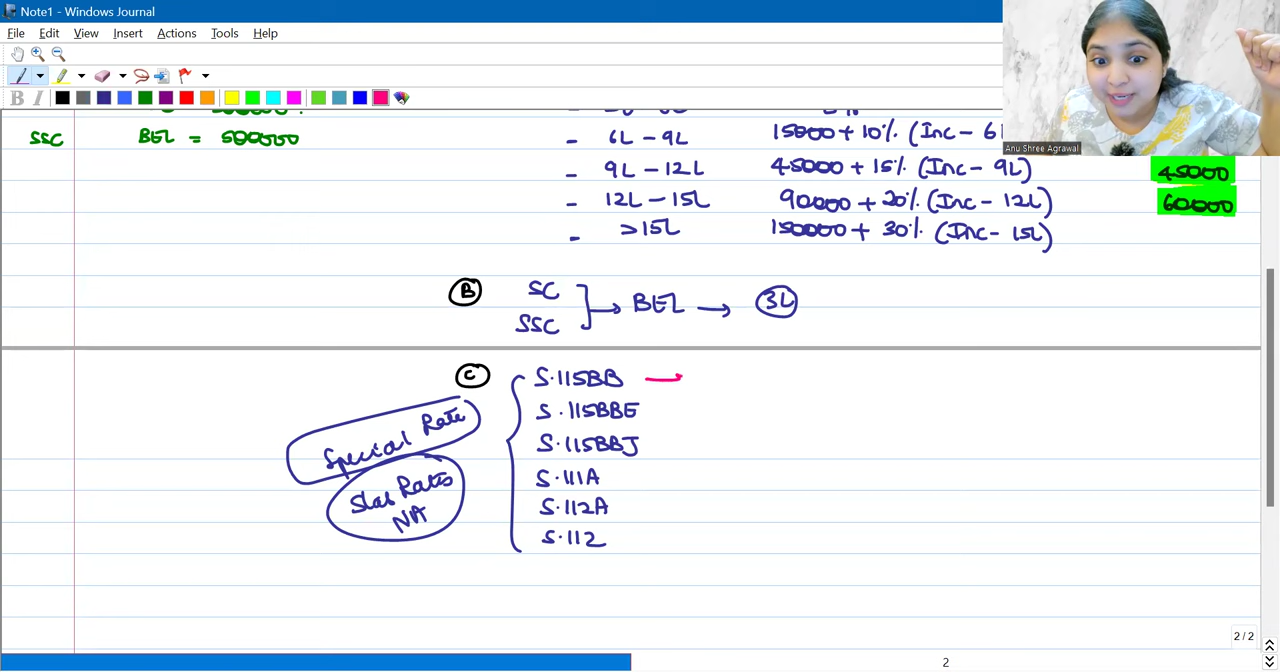 Note1 - Windows Journal
File Edit View Insert Actions Tools Help
B I
Anu Shree Agrawal
SSC BEL = 500000
- 6L - 9L 15000 + 10% (Inc - 6
- 9L - 12L 45000 + 15% (Inc - 9L) 45000
- 12L - 15L 90000 + 20% (Inc - 12L) 60000
- >15L 150000 + 30% (Inc - 15L)
B SC
SSC
BEL → 3L
C S.115BB →
S.115BBE
S.115BBJ
S.111A
S.112A
S.112
Special Rate
Slab Rates
NA
2 / 2
2